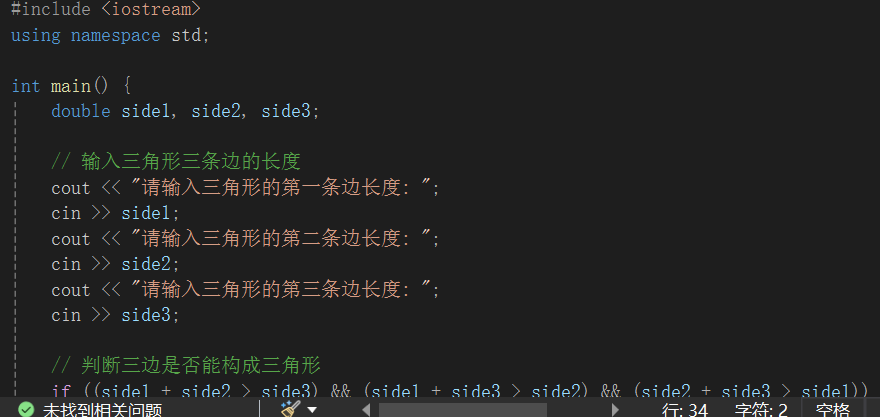 #include <iostream>
using namespace std;
int main() {
double side1, side2, side3;
// 输入三角形三条边的长度
cout << "请输入三角形的第一条边长度: ";
cin >> side1;
cout << "请输入三角形的第二条边长度: ";
cin >> side2;
cout << "请输入三角形的第三条边长度: ";
cin >> side3;
// 判断三边是否能构成三角形
if ((side1 + side2 > side3) && (side1 + side3 > side2) && (side2 + side3 > side1))
未找到相关问题 行: 34 字符: 2 空格